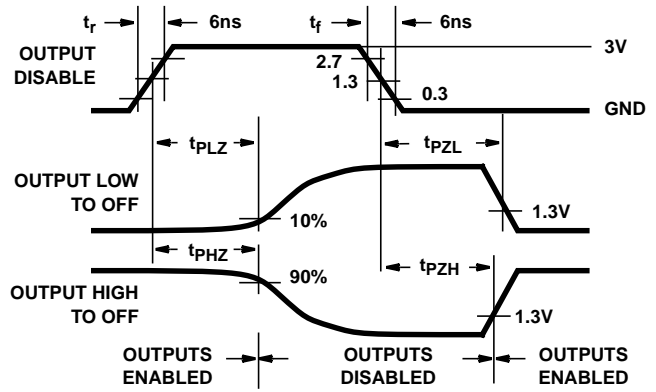 tr 6ns tf 6ns
OUTPUT
DISABLE
2.7
1.3
0.3
3V
GND
tPLZ tPZL
OUTPUT LOW
TO OFF
10%
1.3V
tPHZ tPZH
OUTPUT HIGH
TO OFF
90%
1.3V
OUTPUTS
ENABLED
OUTPUTS
DISABLED
OUTPUTS
ENABLED